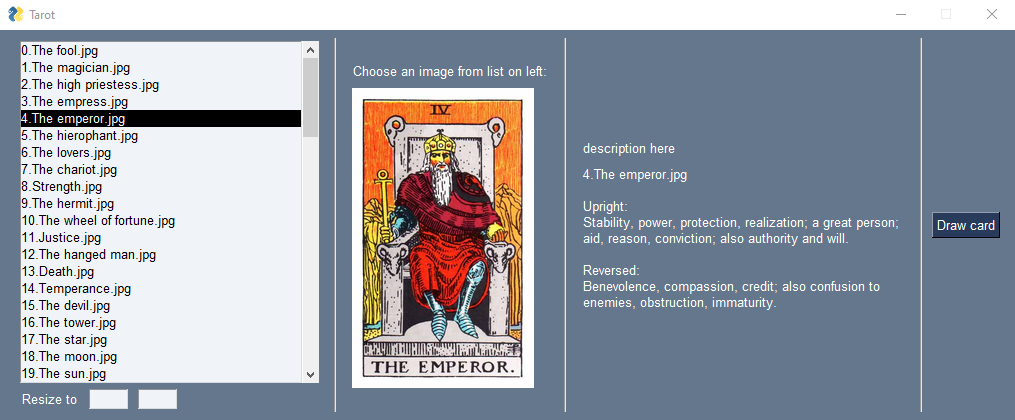 Tarot
0.The fool.jpg
1.The magician.jpg
2.The high priestess.jpg
3.The empress.jpg
4.The emperor.jpg
5.The hierophant.jpg
6.The lovers.jpg
7.The chariot.jpg
8.Strength.jpg
9.The hermit.jpg
10.The wheel of fortune.jpg
11.Justice.jpg
12.The hanged man.jpg
13.Death.jpg
14.Temperance.jpg
15.The devil.jpg
16.The tower.jpg
17.The star.jpg
18.The moon.jpg
19.The sun.jpg
Resize to
Choose an image from list on left:
IV
THE EMPEROR.
description here
4.The emperor.jpg
Upright:
Stability, power, protection, realization; a great person;
aid, reason, conviction; also authority and will.
Reversed:
Benevolence, compassion, credit; also confusion to
enemies, obstruction, immaturity.
Draw card